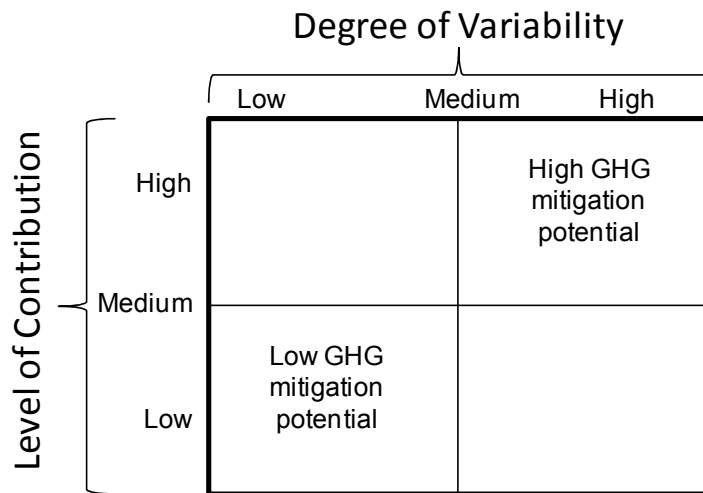 Degree of Variability
Low Medium High
Level of Contribution
High
Medium
Low
High GHG
mitigation
potential
Low GHG
mitigation
potential